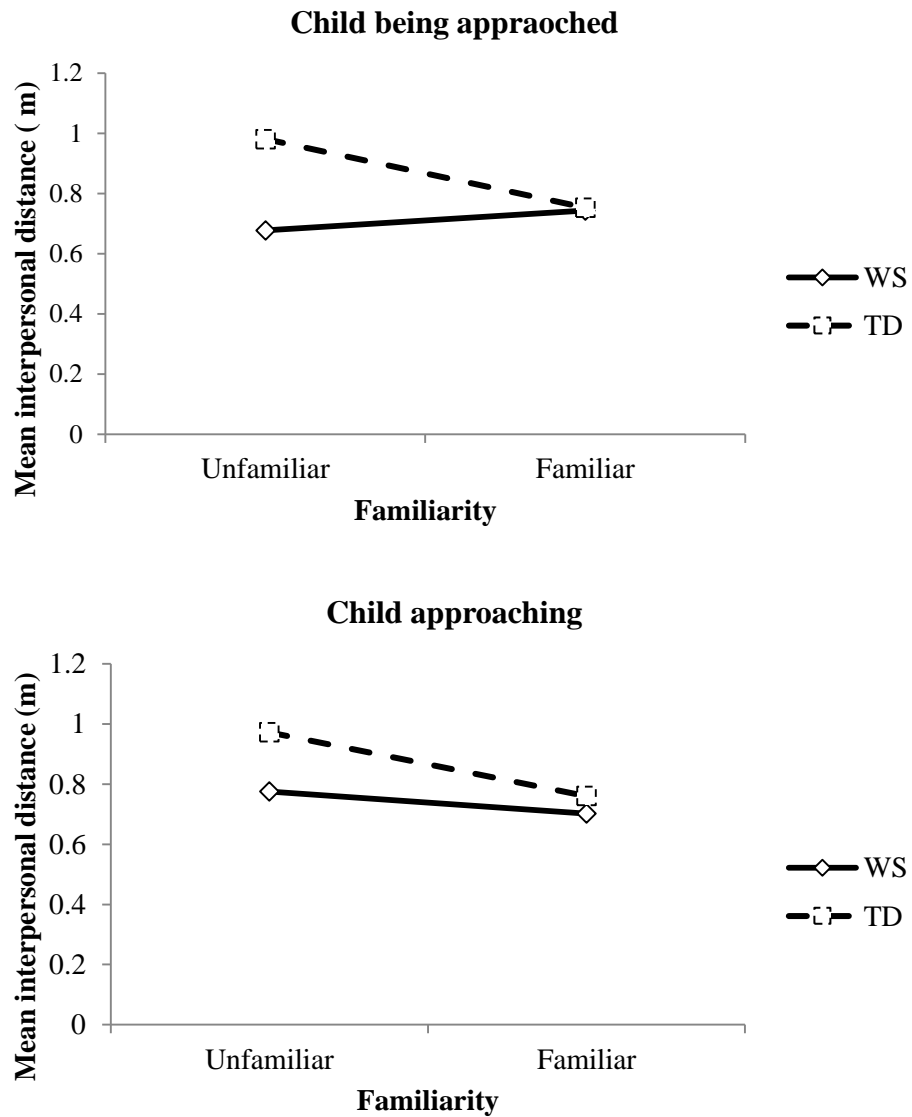 Child being appraoched
Mean interpersonal distance ( m)
1.2
1
0.8
0.6
0.4
0.2
0
Unfamiliar
Familiar
Familiarity
WS
TD
Child approaching
Mean interpersonal distance (m)
1.2
1
0.8
0.6
0.4
0.2
0
Unfamiliar
Familiar
Familiarity
WS
TD